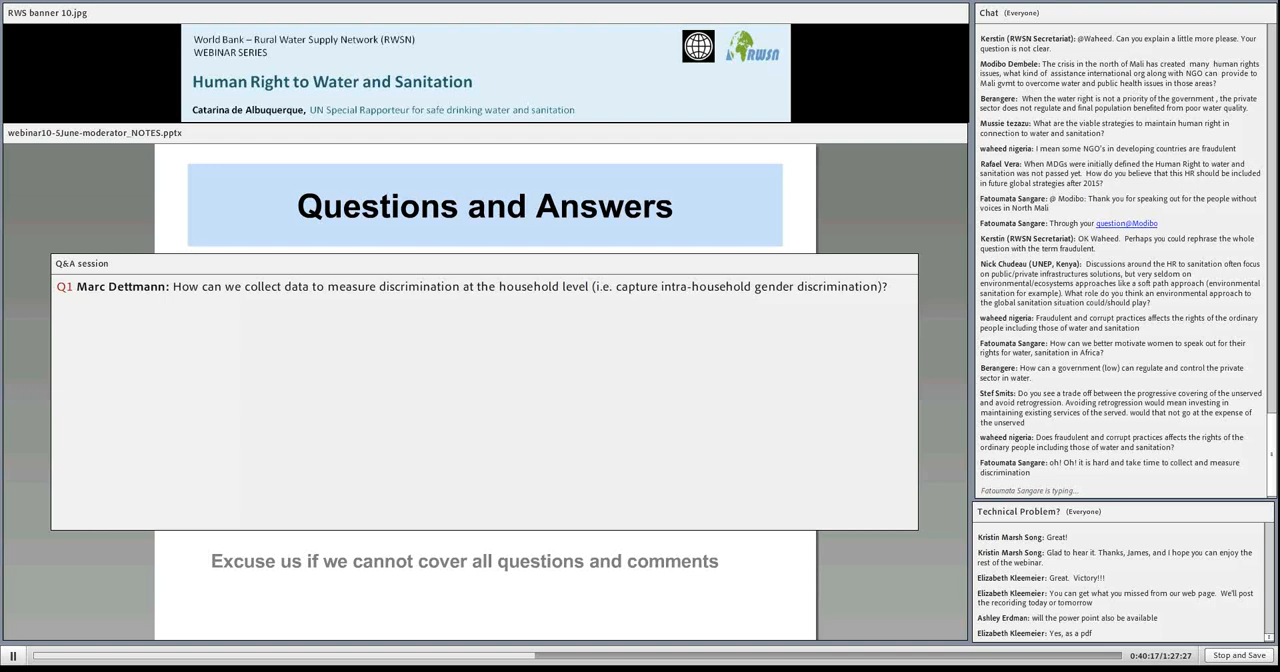 RWS banner 10.jpg
World Bank – Rural Water Supply Network (RWSN)
WEBINAR SERIES
RWSN
Human Right to Water and Sanitation
Catarina de Albuquerque, UN Special Rapporteur for safe drinking water and sanitation
webinar10-5June-moderator_NOTES.pptx
Questions and Answers
Q&A session
Q1 Marc Dettmann: How can we collect data to measure discrimination at the household level (i.e. capture intra-household gender discrimination)?
Excuse us if we cannot cover all questions and comments
Chat (Everyone)
Kerstin (RWSN Secretariat): @Waheed. Can you explain a little more please. Your
question is not clear.
Modibo Dembele: The crisis in the north of Mali has created many human rights
issues, what kind of assistance international org along with NGO can provide to
Mali gvmt to overcome water and public health issues in those areas?
Berangere: When the water right is not a priority of the government , the private
sector does not regulate and final population benefited from poor water quality.
Mussie tezazu: What are the viable strategies to maintain human right in
connection to water and sanitation?
waheed nigeria: I mean some NGO's in developing countries are fraudulent
Rafael Vera: When MDGs were initially defined the Human Right to water and
sanitation was not passed yet. How do you believe that this HR should be included
in future global strategies after 2015?
Fatoumata Sangare: @ Modibo: Thank you for speaking out for the people without
voices in North Mali
Fatoumata Sangare: Through your question@Modibo
Kerstin (RWSN Secretariat): OK Waheed. Perhaps you could rephrase the whole
question with the term fraudulent.
Nick Chudeau (UNEP, Kenya): Discussions around the HR to sanitation often focus
on public/private infrastructures solutions, but very seldom on
environmental/ecosystems approaches like a soft path approach (environmental
sanitation for example). What role do you think an environmental approach to
the global sanitation situation could/should play?
waheed nigeria: Fraudulent and corrupt practices affects the rights of the ordinary
people including those of water and sanitation
Fatoumata Sangare: How can we better motivate women to speak out for their
rights for water, sanitation in Africa?
Berangere: How can a government (low) can regulate and control the private
sector in water.
Stef Smits: Do you see a trade off between the progressive covering of the unserved
and avoid retrogression. Avoiding retrogression would mean investing in
maintaining existing services of the served. would that not go at the expense of
the unserved
waheed nigeria: Does fraudulent and corrupt practices affects the rights of the
ordinary people including those of water and sanitation?
Fatoumata Sangare: oh! Oh! it is hard and take time to collect and measure
discrimination
Fatoumata Sangare is typing...
Technical Problem? (Everyone)
Kristin Marsh Song: Great!
Kristin Marsh Song: Glad to hear it. Thanks, James, and I hope you can enjoy the
rest of the webinar.
Elizabeth Kleemeier: Great. Victory!!!
Elizabeth Kleemeier: You can get what you missed from our web page. We'll post
the recoriding today or tomorrow
Ashley Erdman: will the power point also be available
Elizabeth Kleemeier: Yes, as a pdf
0:40:17/1:27:27
Stop and Save